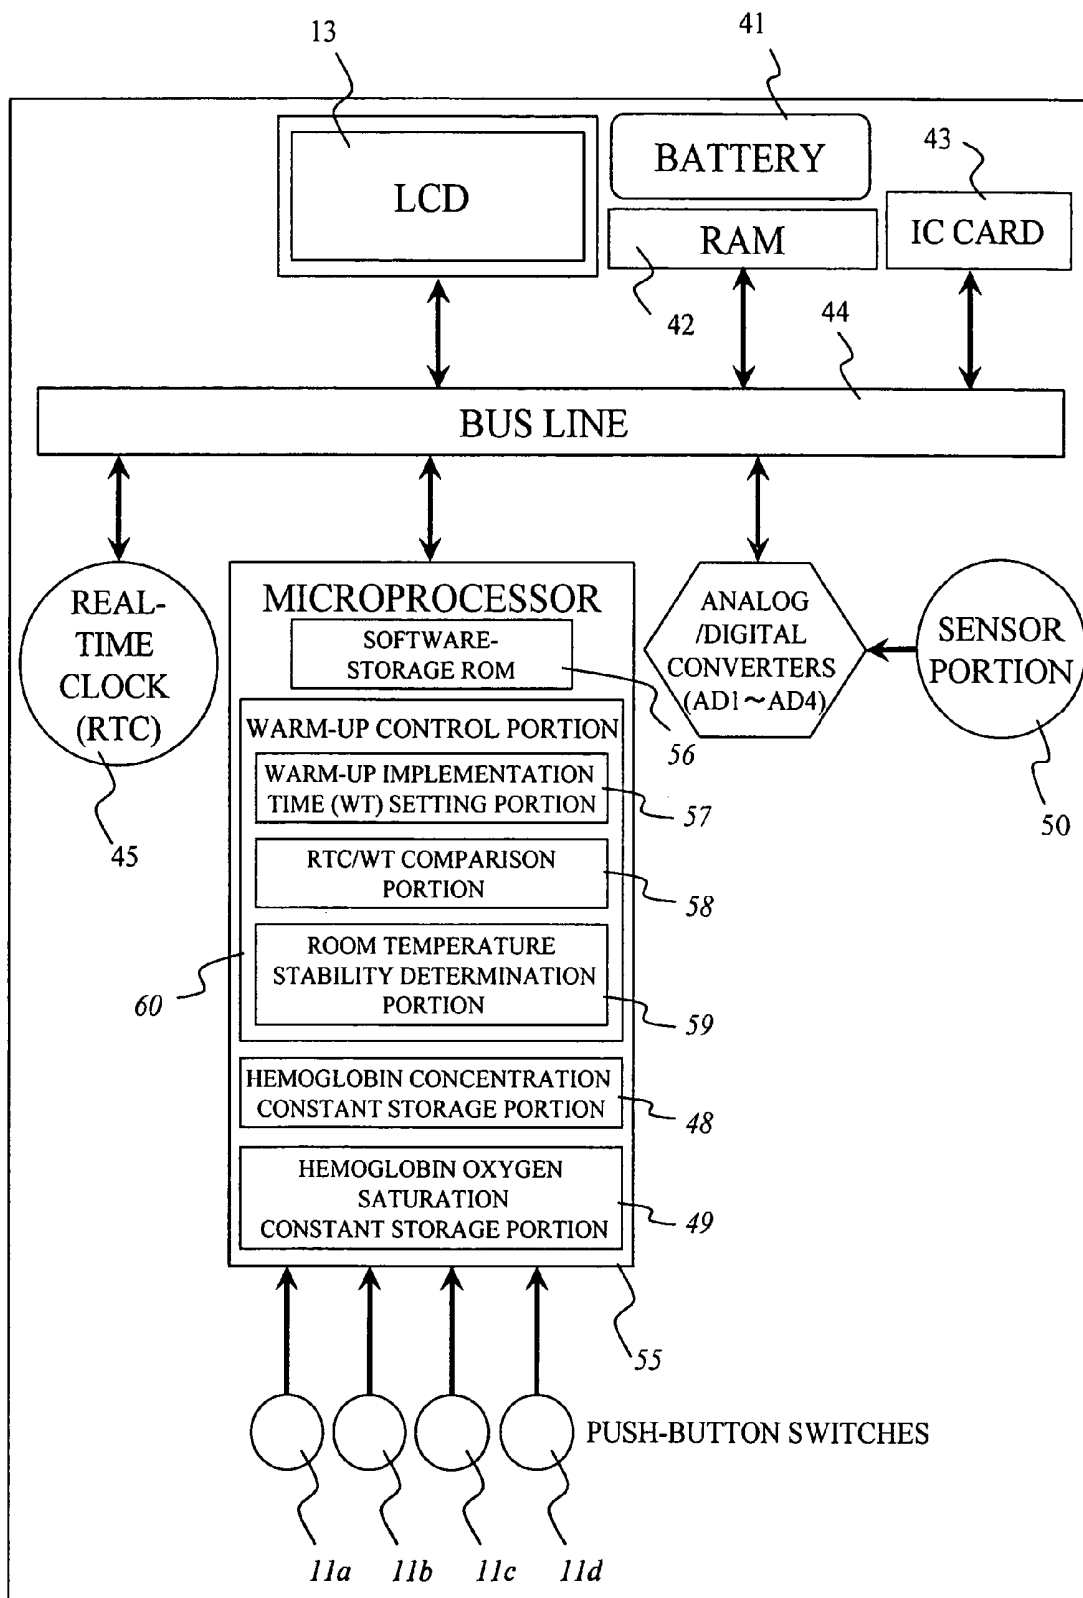 13
41
43
LCD
BATTERY
RAM
IC CARD
42
44
BUS LINE
REAL-
TIME
CLOCK
(RTC)
45
MICROPROCESSOR
SOFTWARE-
STORAGE ROM
56
WARM-UP CONTROL PORTION
WARM-UP IMPLEMENTATION
TIME (WT) SETTING PORTION
57
RTC/WT COMPARISON
PORTION
58
ROOM TEMPERATURE
STABILITY DETERMINATION
PORTION
59
60
HEMOGLOBIN CONCENTRATION
CONSTANT STORAGE PORTION
48
HEMOGLOBIN OXYGEN
SATURATION
CONSTANT STORAGE PORTION
49
55
ANALOG
/DIGITAL
CONVERTERS
(AD1~AD4)
SENSOR
PORTION
50
PUSH-BUTTON SWITCHES
11a
11b
11c
11d